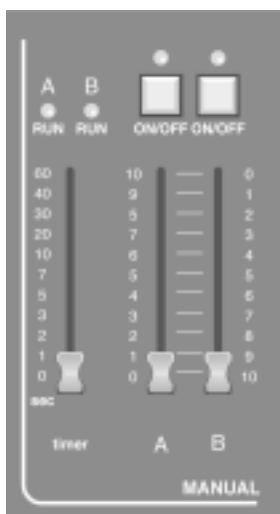 A B
RUN RUN
ON/OFF ON/OFF
60 10 0
40 9 1
30 5 2
20 7 3
10 6 4
7 5 5
5 4 6
3 3 7
2 2 8
1 1 9
0 0 10
sec
timer A B
MANUAL